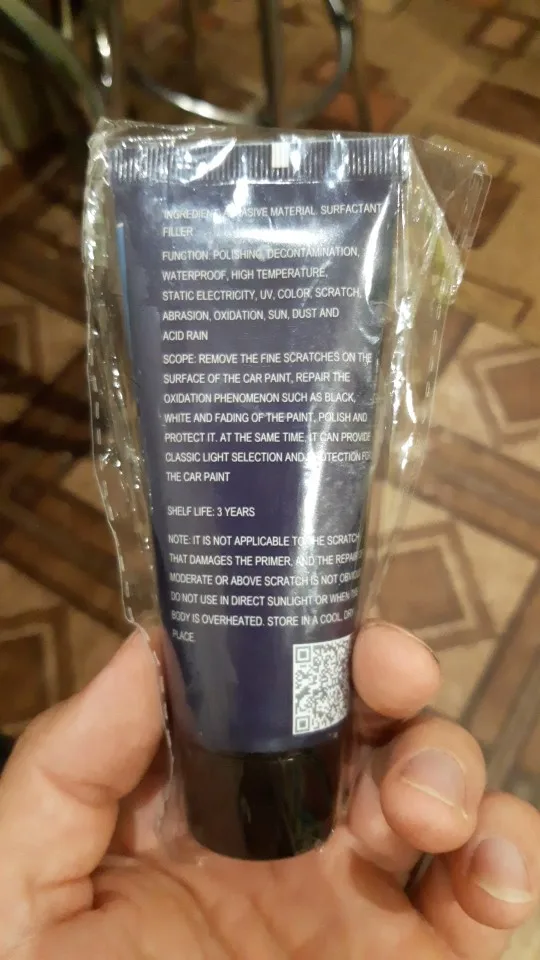 INGREDIENT: ABRASIVE MATERIAL. SURFACTANT
FILLER
FUNCTION: POLISHING, DECONTAMINATION,
WATERPROOF, HIGH TEMPERATURE,
STATIC ELECTRICITY, UV, COLOR, SCRATCH,
ABRASION, OXIDATION, SUN, DUST AND
ACID RAIN
SCOPE: REMOVE THE FINE SCRATCHES ON THE
SURFACE OF THE CAR PAINT, REPAIR THE
OXIDATION PHENOMENON SUCH AS BLACK,
WHITE AND FADING OF THE PAINT, POLISH AND
PROTECT IT. AT THE SAME TIME, IT CAN PROVIDE
CLASSIC LIGHT SELECTION AND PROTECTION FOR
THE CAR PAINT
SHELF LIFE: 3 YEARS
NOTE: IT IS NOT APPLICABLE TO THE SCRATCH
THAT DAMAGES THE PRIMER, AND THE REPAIR
MODERATE OR ABOVE SCRATCH IS NOT
DO NOT USE IN DIRECT SUNLIGHT OR WHEN THE
BODY IS OVERHEATED. STORE IN A COOL, DRY
PLACE.